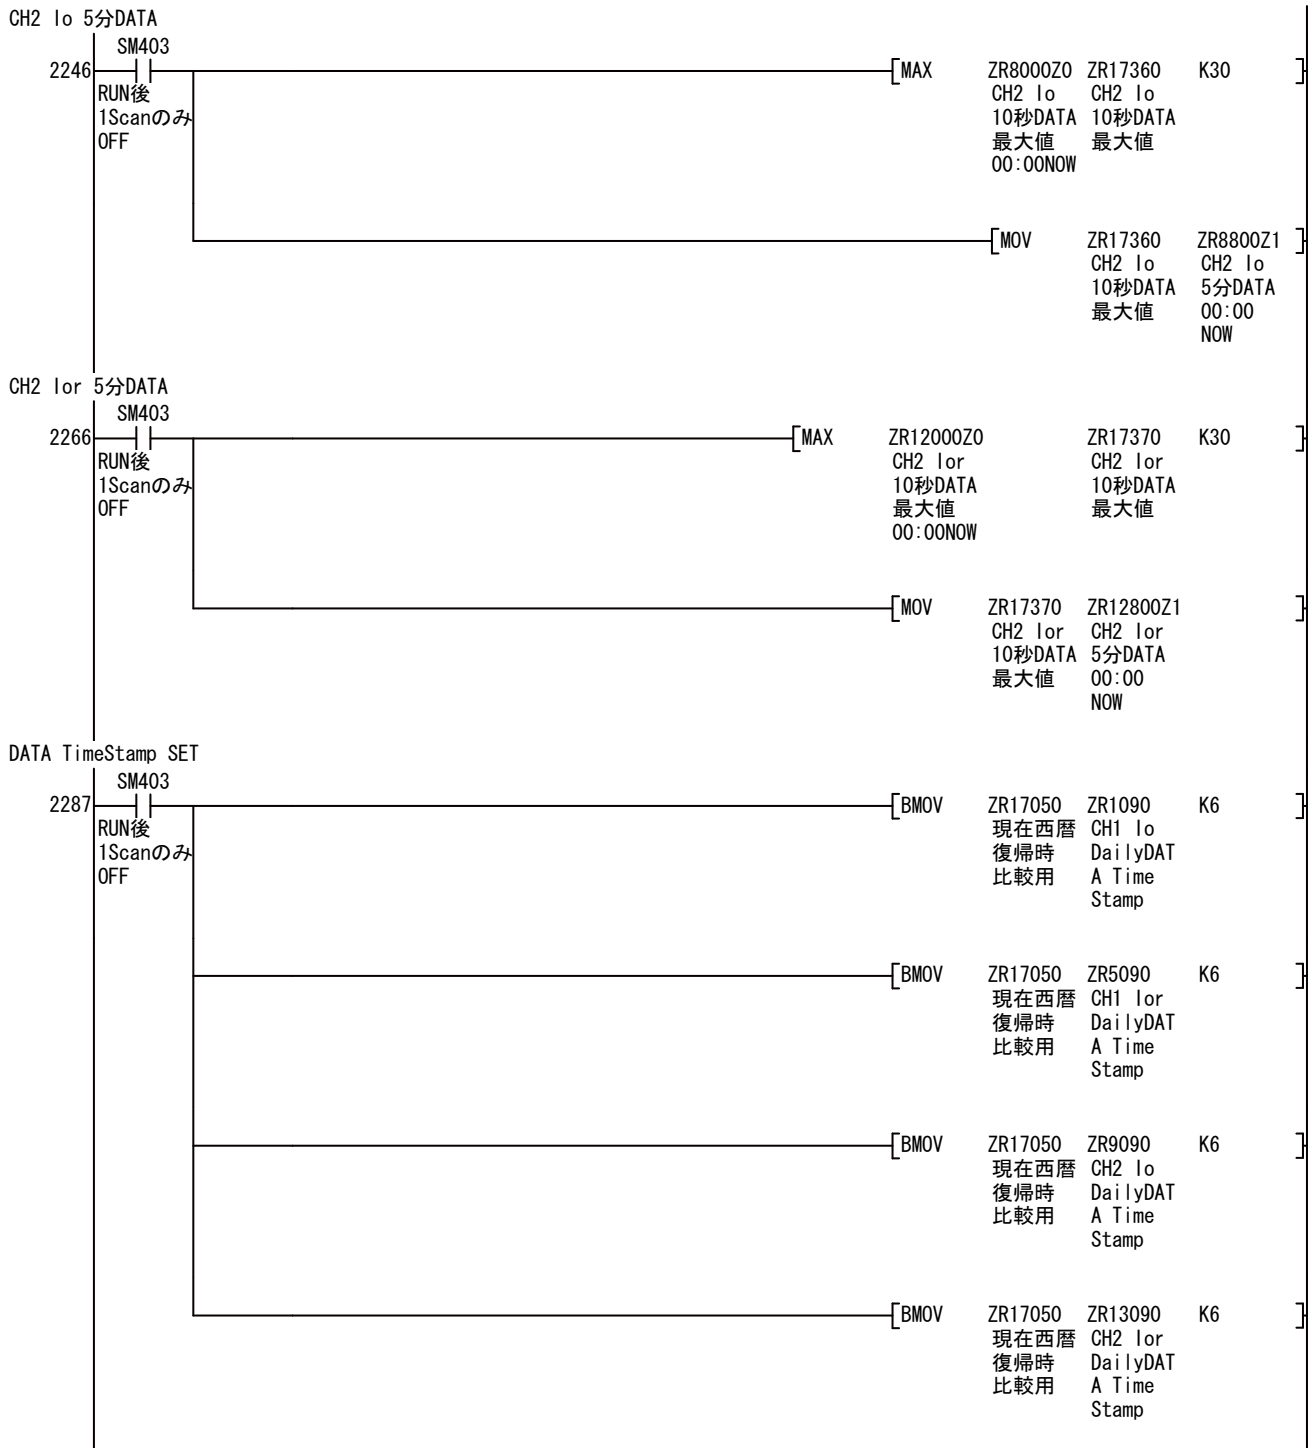 CH2 Io 5分DATA
SM403
2246
[MAX ZR8000Z0 ZR17360 K30 ]
RUN後 CH2 Io CH2 Io
1Scanのみ 10秒DATA 10秒DATA
OFF 最大値 最大値
00:00NOW
[MOV ZR17360 ZR8800Z1 ]
CH2 Io CH2 Io
10秒DATA 5分DATA
最大値 00:00
NOW
CH2 Ior 5分DATA
SM403
2266
[MAX ZR12000Z0 ZR17370 K30 ]
RUN後 CH2 Ior CH2 Ior
1Scanのみ 10秒DATA 10秒DATA
OFF 最大値 最大値
00:00NOW
[MOV ZR17370 ZR12800Z1 ]
CH2 Ior CH2 Ior
10秒DATA 5分DATA
最大値 00:00
NOW
DATA TimeStamp SET
SM403
2287
[BMOV ZR17050 ZR1090 K6 ]
RUN後 現在西暦 CH1 Io
1Scanのみ 復帰時 DailyDAT
OFF 比較用 A Time
Stamp
[BMOV ZR17050 ZR5090 K6 ]
現在西暦 CH1 Ior
復帰時 DailyDAT
比較用 A Time
Stamp
[BMOV ZR17050 ZR9090 K6 ]
現在西暦 CH2 Io
復帰時 DailyDAT
比較用 A Time
Stamp
[BMOV ZR17050 ZR13090 K6 ]
現在西暦 CH2 Ior
復帰時 DailyDAT
比較用 A Time
Stamp